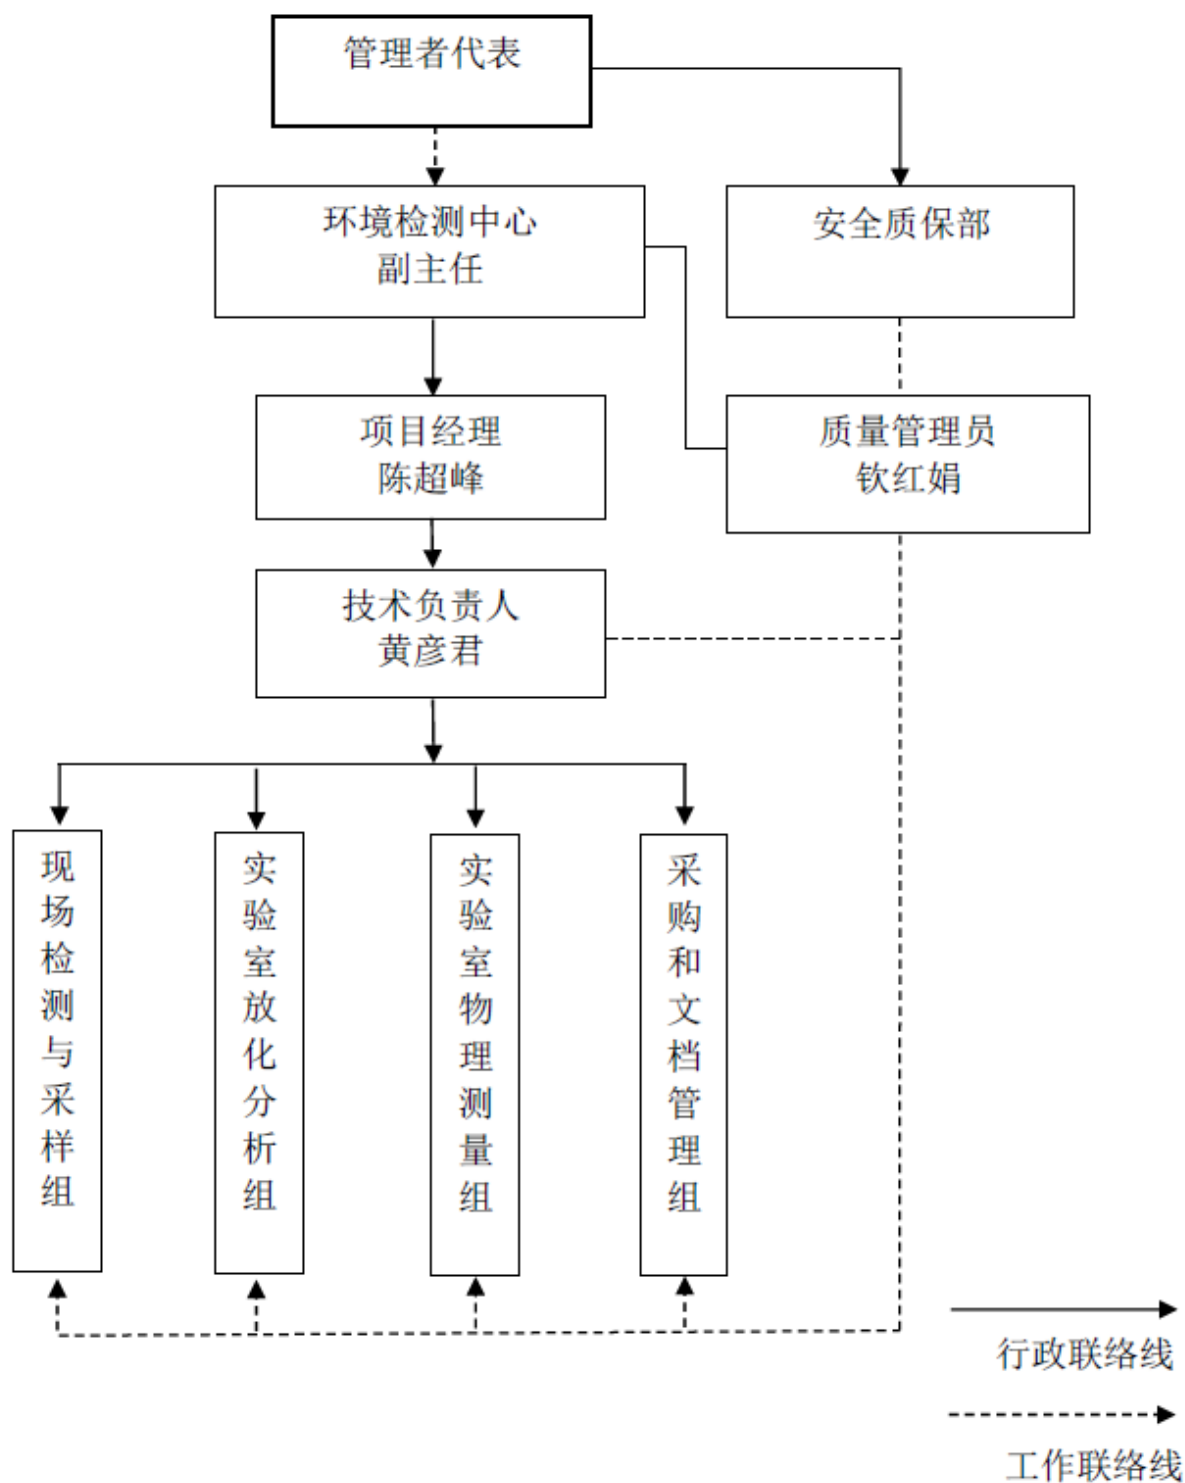 管理者代表
环境检测中心
副主任
安全质保部
项目经理
陈超峰
质量管理员
钦红娟
技术负责人
黄彦君
现场检测与采样组
实验室放化分析组
实验室物理测量组
采购和文档管理组
行政联络线
工作联络线